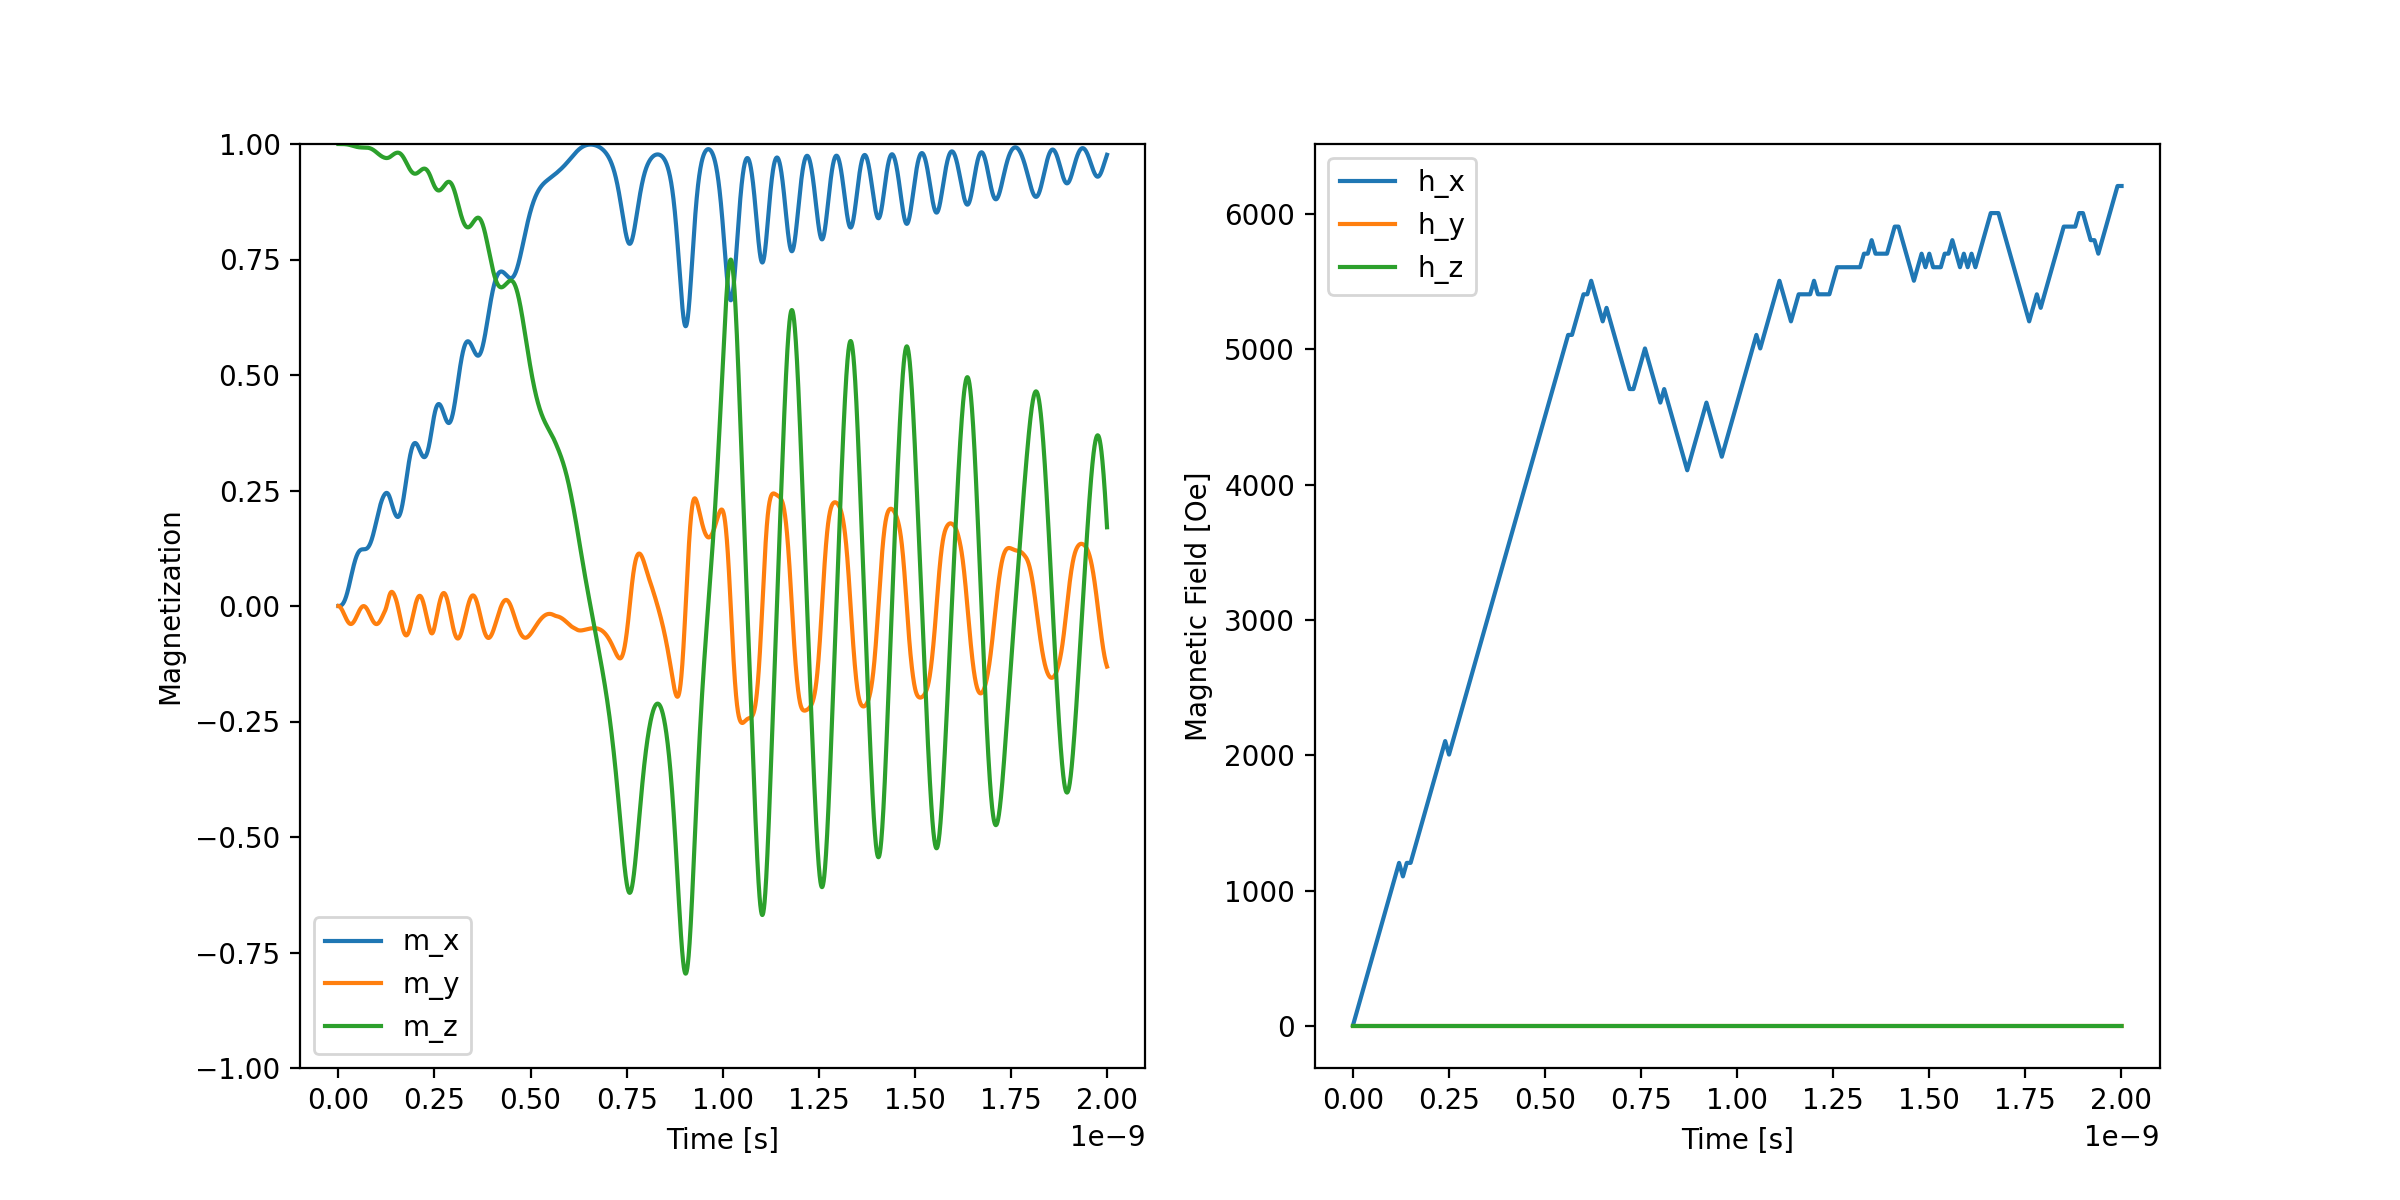 1.00
0.75
0.50
0.25
0.00
−0.25
−0.50
−0.75
−1.00
Magnetization
m_x
m_y
m_z
0.00 0.25 0.50 0.75 1.00 1.25 1.50 1.75 2.00
Time [s]
1e−9
h_x
h_y
h_z
6000
5000
4000
3000
2000
1000
0
Magnetic Field [Oe]
0.00 0.25 0.50 0.75 1.00 1.25 1.50 1.75 2.00
Time [s]
1e−9